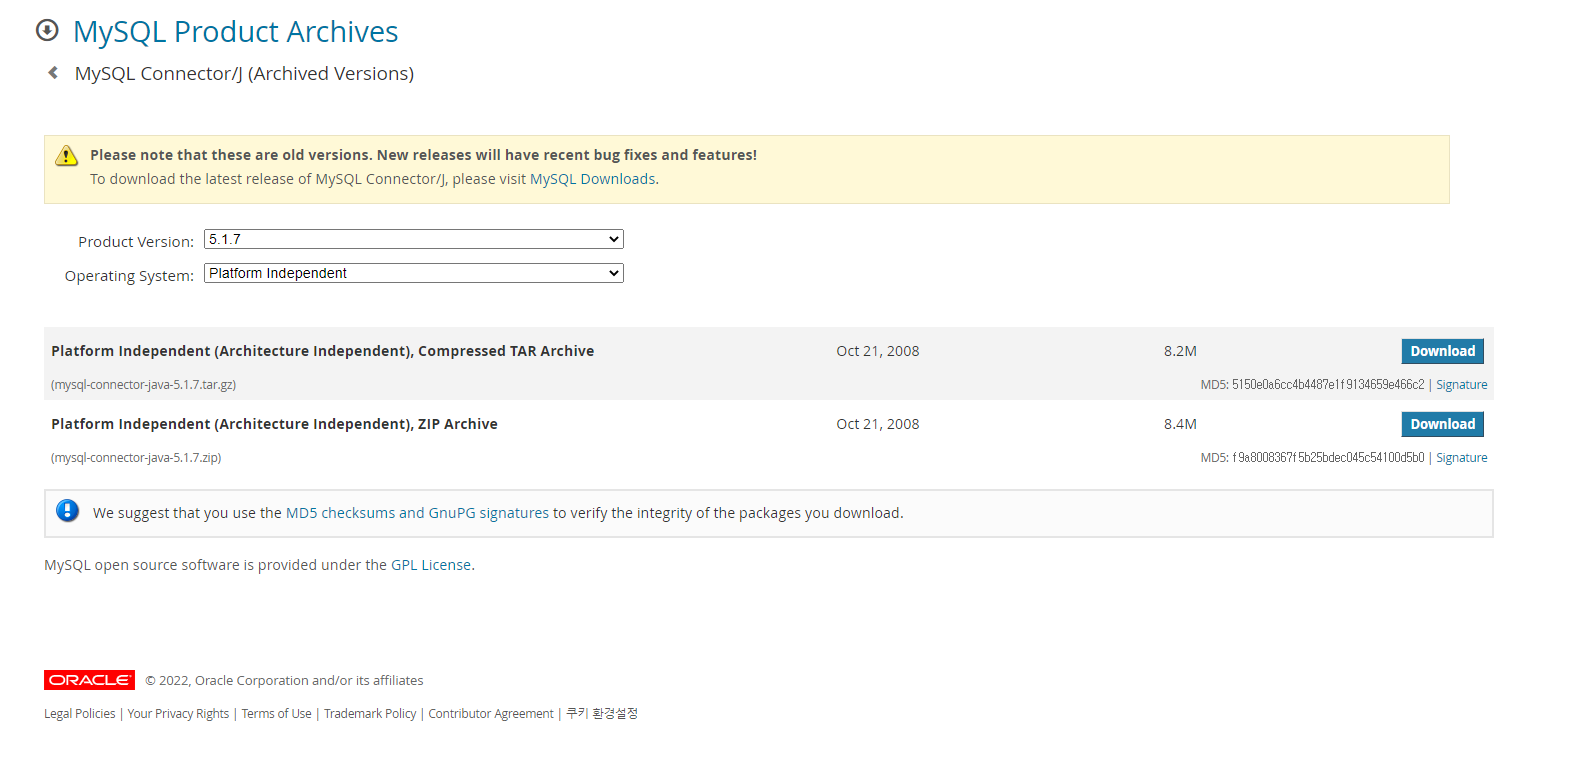 MySQL Product Archives
MySQL Connector/J (Archived Versions)
Please note that these are old versions. New releases will have recent bug fixes and features!
To download the latest release of MySQL Connector/J, please visit MySQL Downloads.
Product Version: 5.1.7
Operating System: Platform Independent
Platform Independent (Architecture Independent), Compressed TAR Archive Oct 21, 2008 8.2M Download
(mysql-connector-java-5.1.7.tar.gz) MD5: 5150e0a6cc4b4487e1f9134659e466c2 | Signature
Platform Independent (Architecture Independent), ZIP Archive Oct 21, 2008 8.4M Download
(mysql-connector-java-5.1.7.zip) MD5: f9a8008367f5b25bdec045c54100d5b0 | Signature
We suggest that you use the MD5 checksums and GnuPG signatures to verify the integrity of the packages you download.
MySQL open source software is provided under the GPL License.
ORACLE © 2022, Oracle Corporation and/or its affiliates
Legal Policies | Your Privacy Rights | Terms of Use | Trademark Policy | Contributor Agreement | 쿠키 환경설정